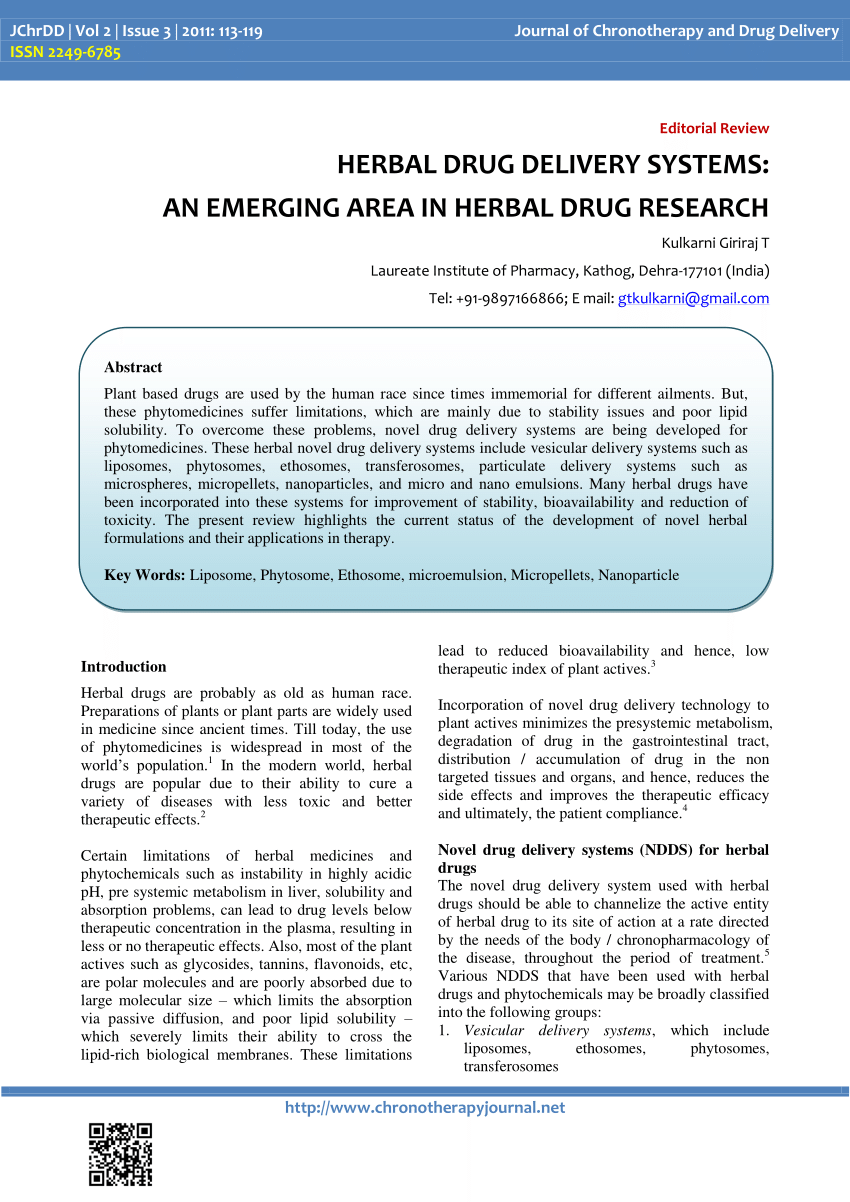 JChrDD | Vol 2 | Issue 3 | 2011: 113-119
Journal of Chronotherapy and Drug Delivery
ISSN 2249-6785
Editorial Review
HERBAL DRUG DELIVERY SYSTEMS:
AN EMERGING AREA IN HERBAL DRUG RESEARCH
Kulkarni Giriraj T
Laureate Institute of Pharmacy, Kathog, Dehra-177101 (India)
Tel: +91-9897166866; E mail: gtkulkarni@gmail.com
Abstract
Plant based drugs are used by the human race since times immemorial for different ailments. But,
these phytomedicines suffer limitations, which are mainly due to stability issues and poor lipid
solubility. To overcome these problems, novel drug delivery systems are being developed for
phytomedicines. These herbal novel drug delivery systems include vesicular delivery systems such as
liposomes, phytosomes, ethosomes, transferosomes, particulate delivery systems such as
microspheres, micropellets, nanoparticles, and micro and nano emulsions. Many herbal drugs have
been incorporated into these systems for improvement of stability, bioavailability and reduction of
toxicity. The present review highlights the current status of the development of novel herbal
formulations and their applications in therapy.
Key Words: Liposome, Phytosome, Ethosome, microemulsion, Micropellets, Nanoparticle
Introduction
Herbal drugs are probably as old as human race.
Preparations of plants or plant parts are widely used
in medicine since ancient times. Till today, the use
of phytomedicines is widespread in most of the
world's population.1 In the modern world, herbal
drugs are popular due to their ability to cure a
variety of diseases with less toxic and better
therapeutic effects.2
Certain limitations of herbal medicines and
phytochemicals such as instability in highly acidic
pH, pre systemic metabolism in liver, solubility and
absorption problems, can lead to drug levels below
therapeutic concentration in the plasma, resulting in
less or no therapeutic effects. Also, most of the plant
actives such as glycosides, tannins, flavonoids, etc,
are polar molecules and are poorly absorbed due to
large molecular size – which limits the absorption
via passive diffusion, and poor lipid solubility –
which severely limits their ability to cross the
lipid-rich biological membranes. These limitations
lead to reduced bioavailability and hence, low
therapeutic index of plant actives.3
Incorporation of novel drug delivery technology to
plant actives minimizes the presystemic metabolism,
degradation of drug in the gastrointestinal tract,
distribution / accumulation of drug in the non
targeted tissues and organs, and hence, reduces the
side effects and improves the therapeutic efficacy
and ultimately, the patient compliance.4
Novel drug delivery systems (NDDS) for herbal
drugs
The novel drug delivery system used with herbal
drugs should be able to channelize the active entity
of herbal drug to its site of action at a rate directed
by the needs of the body / chronopharmacology of
the disease, throughout the period of treatment.5
Various NDDS that have been used with herbal
drugs and phytochemicals may be broadly classified
into the following groups:
1. Vesicular delivery systems, which include
liposomes, ethosomes, phytosomes,
transferosomes
http://www.chronotherapyjournal.net